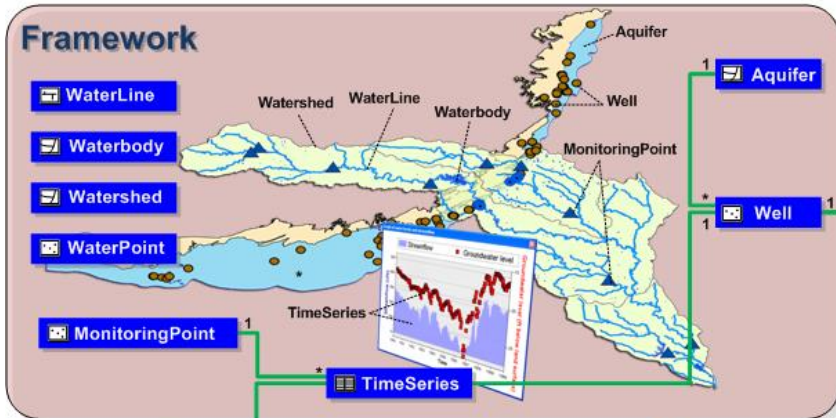 Framework
WaterLine
Waterbody
Watershed
WaterPoint
MonitoringPoint
1
*
TimeSeries
Watershed
WaterLine
Waterbody
Aquifer
Well
MonitoringPoint
*
TimeSeries
Streamflow
Groundwater level
Time
1
Aquifer
*
Well
1
1